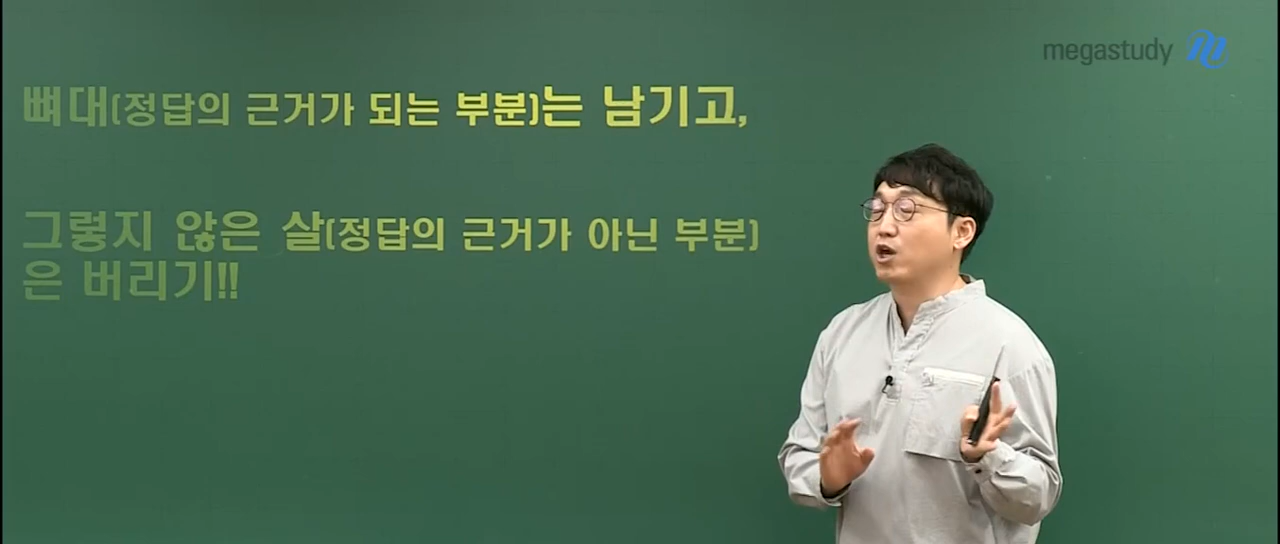 megastudy
뼈대(정답의 근거가 되는 부분)는 남기고,
그렇지 않은 살(정답의 근거가 아닌 부분)
은 버리기!!